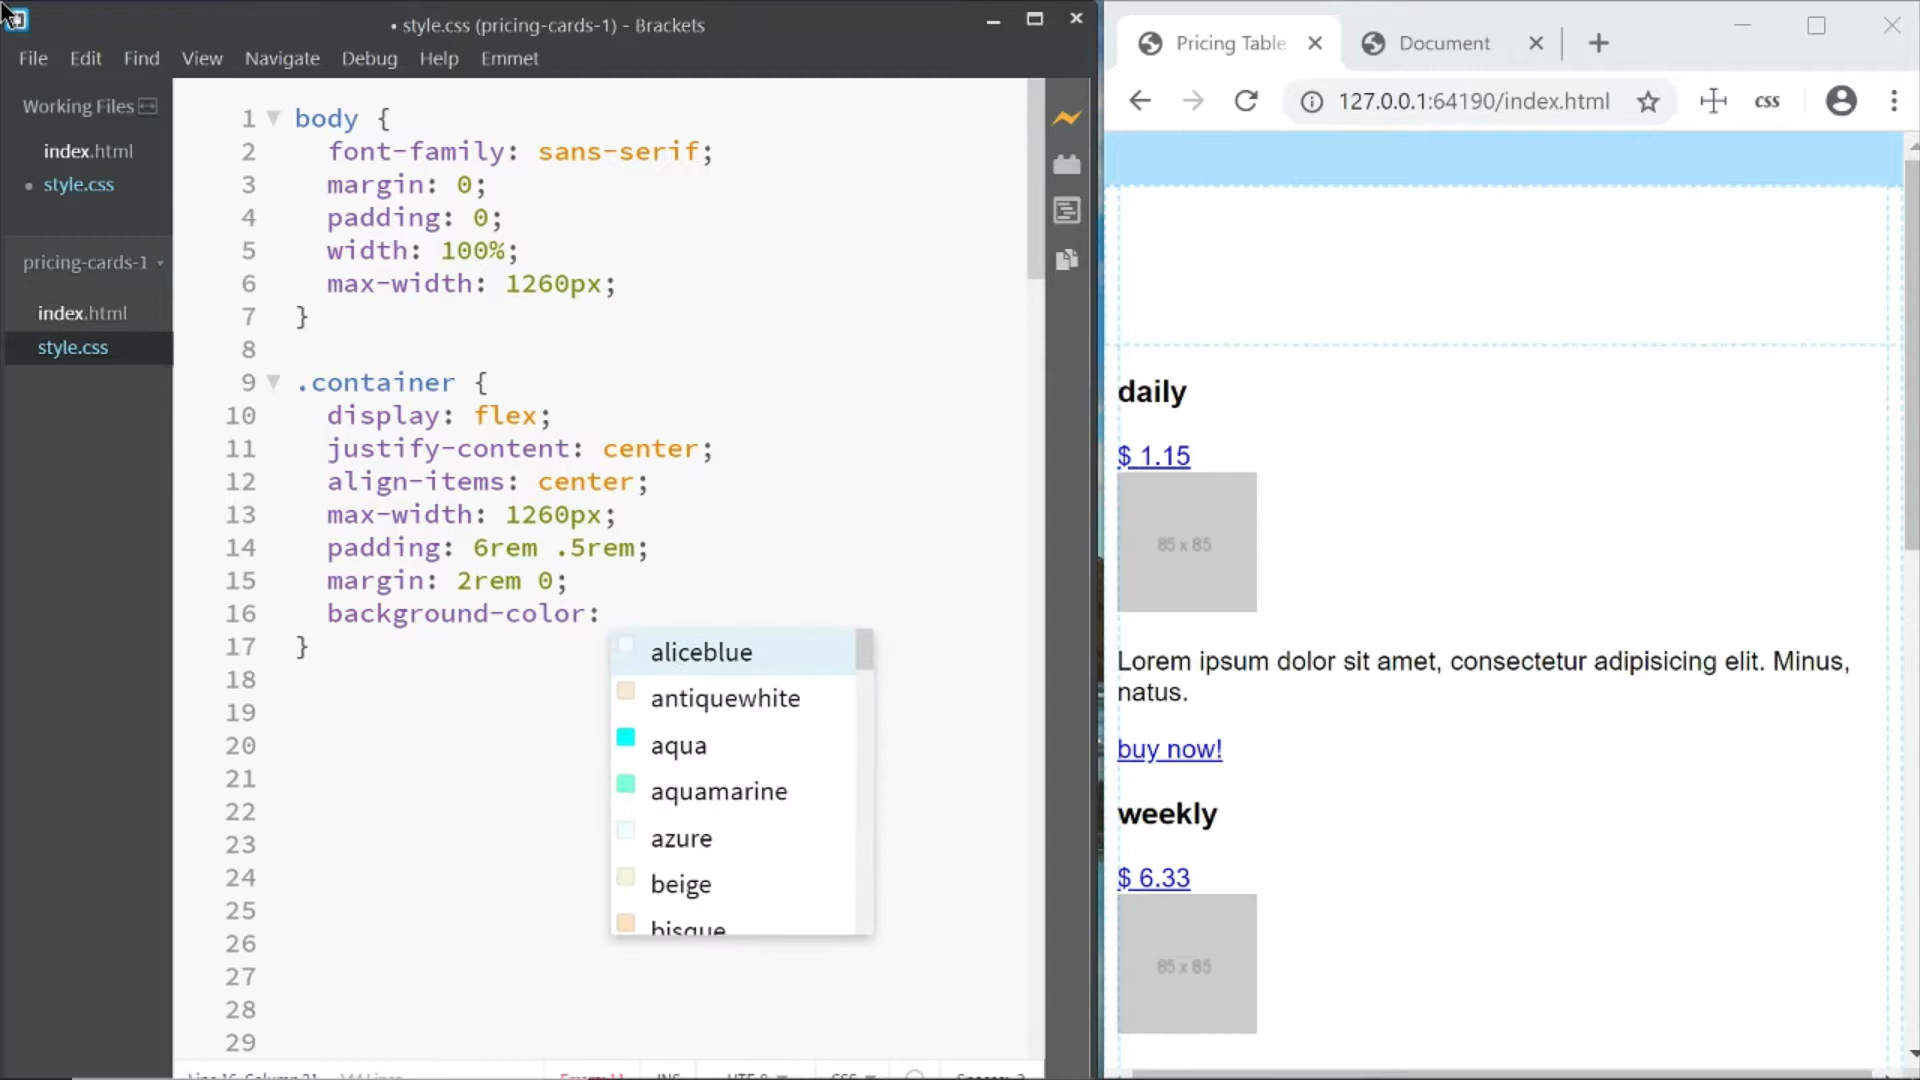 • style.css (pricing-cards-1) - Brackets
File Edit Find View Navigate Debug Help Emmet
Working Files
index.html
• style.css
pricing-cards-1
index.html
style.css
1 body {
2 font-family: sans-serif;
3 margin: 0;
4 padding: 0;
5 width: 100%;
6 max-width: 1260px;
7 }
8
9 .container {
10 display: flex;
11 justify-content: center;
12 align-items: center;
13 max-width: 1260px;
14 padding: 6rem .5rem;
15 margin: 2rem 0;
16 background-color:
17 }
18
19
20
21
22
23
24
25
26
27
28
29
aliceblue
antiquewhite
aqua
aquamarine
azure
beige
bisque
Pricing Table
Document
127.0.0.1:64190/index.html
css
daily
$ 1.15
85 x 85
Lorem ipsum dolor sit amet, consectetur adipisicing elit. Minus,
natus.
buy now!
weekly
$ 6.33
85 x 85